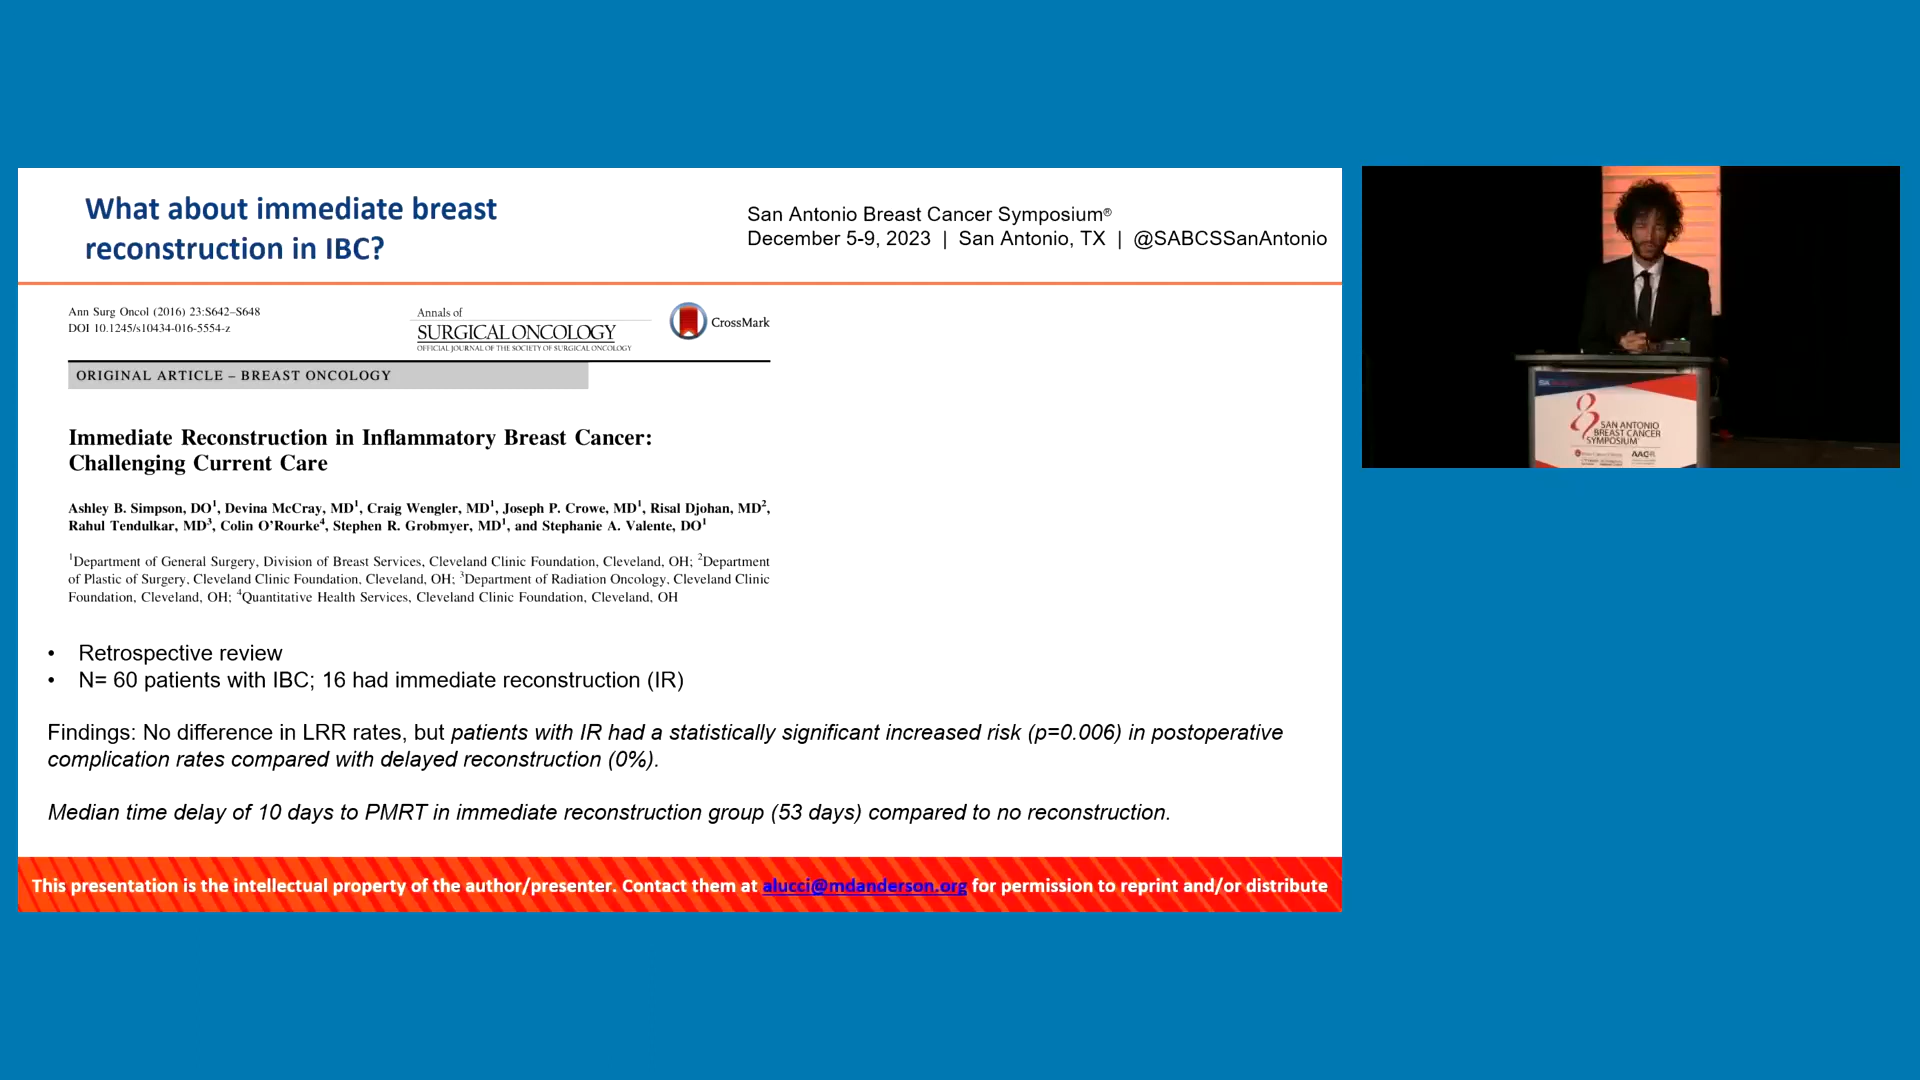 What about immediate breast
reconstruction in IBC?
San Antonio Breast Cancer Symposium®
December 5-9, 2023 | San Antonio, TX | @SABCSSanAntonio
Ann Surg Oncol (2016) 23:S642–S648
DOI 10.1245/s10434-016-5554-z
Annals of
SURGICAL ONCOLOGY
OFFICIAL JOURNAL OF THE SOCIETY OF SURGICAL ONCOLOGY
CrossMark
ORIGINAL ARTICLE – BREAST ONCOLOGY
Immediate Reconstruction in Inflammatory Breast Cancer:
Challenging Current Care
Ashley B. Simpson, DO1, Devina McCray, MD1, Craig Wengler, MD1, Joseph P. Crowe, MD1, Risal Djohan, MD2,
Rahul Tendulkar, MD3, Colin O'Rourke4, Stephen R. Grobmyer, MD1, and Stephanie A. Valente, DO1
1Department of General Surgery, Division of Breast Services, Cleveland Clinic Foundation, Cleveland, OH; 2Department
of Plastic of Surgery, Cleveland Clinic Foundation, Cleveland, OH; 3Department of Radiation Oncology, Cleveland Clinic
Foundation, Cleveland, OH; 4Quantitative Health Services, Cleveland Clinic Foundation, Cleveland, OH
• Retrospective review
• N= 60 patients with IBC; 16 had immediate reconstruction (IR)
Findings: No difference in LRR rates, but patients with IR had a statistically significant increased risk (p=0.006) in postoperative
complication rates compared with delayed reconstruction (0%).
Median time delay of 10 days to PMRT in immediate reconstruction group (53 days) compared to no reconstruction.
This presentation is the intellectual property of the author/presenter. Contact them at alucci@mdanderson.org for permission to reprint and/or distribute
SAN ANTONIO
BREAST CANCER
SYMPOSIUM
AACR